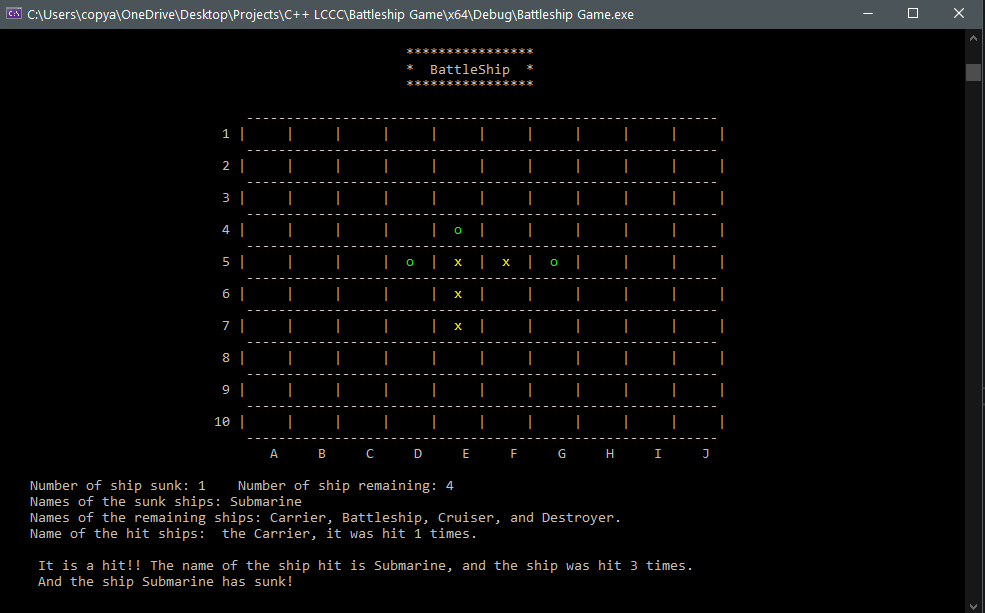 C:\Users\copya\OneDrive\Desktop\Projects\C++ LCCC\Battleship Game\x64\Debug\Battleship Game.exe
****************
*  BattleShip  *
****************
-----------------------------------------------------------
1 |     |     |     |     |     |     |     |     |     |     |
-----------------------------------------------------------
2 |     |     |     |     |     |     |     |     |     |     |
-----------------------------------------------------------
3 |     |     |     |     |     |     |     |     |     |     |
-----------------------------------------------------------
4 |     |     |     |     |  o  |     |     |     |     |     |
-----------------------------------------------------------
5 |     |     |     |  o  |  x  |  x  |  o  |     |     |     |
-----------------------------------------------------------
6 |     |     |     |     |  x  |     |     |     |     |     |
-----------------------------------------------------------
7 |     |     |     |     |  x  |     |     |     |     |     |
-----------------------------------------------------------
8 |     |     |     |     |     |     |     |     |     |     |
-----------------------------------------------------------
9 |     |     |     |     |     |     |     |     |     |     |
-----------------------------------------------------------
10 |     |     |     |     |     |     |     |     |     |     |
-----------------------------------------------------------
A     B     C     D     E     F     G     H     I     J
Number of ship sunk: 1    Number of ship remaining: 4
Names of the sunk ships: Submarine
Names of the remaining ships: Carrier, Battleship, Cruiser, and Destroyer.
Name of the hit ships:  the Carrier, it was hit 1 times.
It is a hit!! The name of the ship hit is Submarine, and the ship was hit 3 times.
And the ship Submarine has sunk!